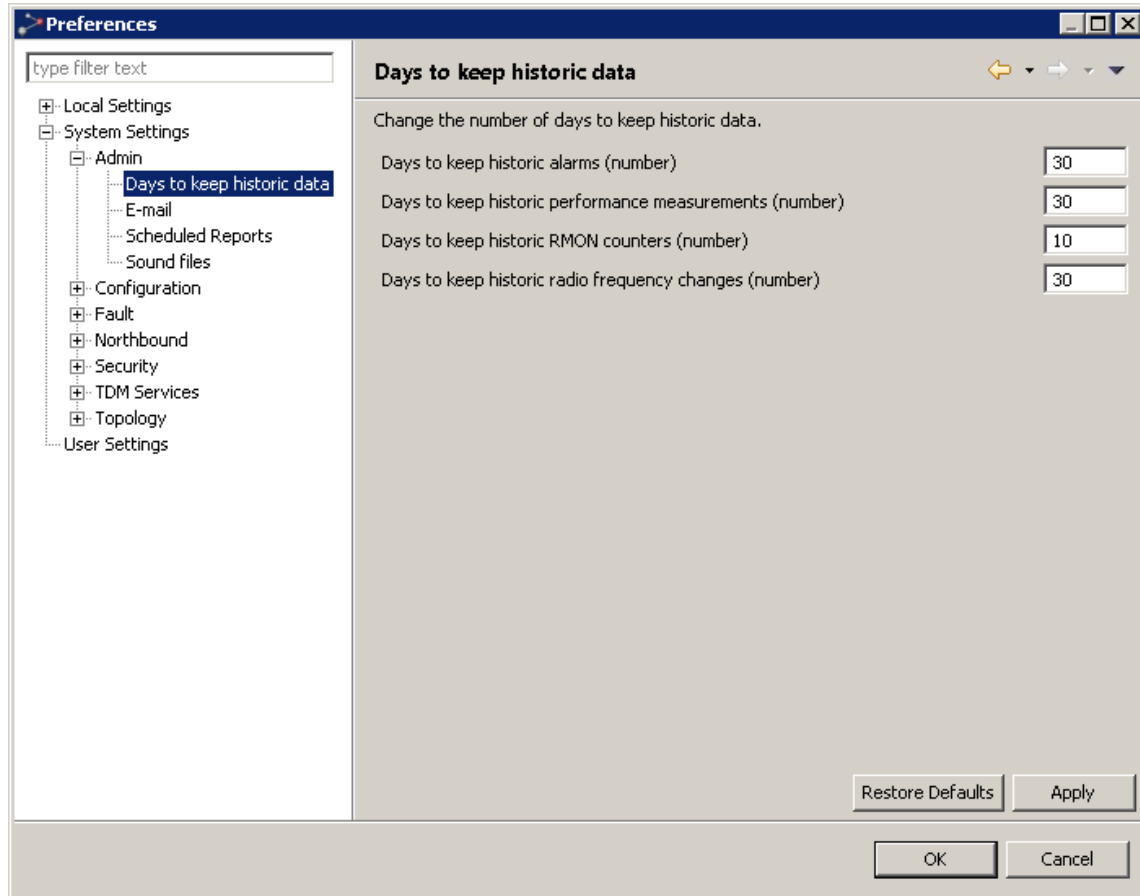 Preferences
type filter text
Local Settings
System Settings
Admin
Days to keep historic data
E-mail
Scheduled Reports
Sound files
Configuration
Fault
Northbound
Security
TDM Services
Topology
User Settings
Days to keep historic data
Change the number of days to keep historic data.
Days to keep historic alarms (number) 30
Days to keep historic performance measurements (number) 30
Days to keep historic RMON counters (number) 10
Days to keep historic radio frequency changes (number) 30
Restore Defaults Apply
OK Cancel